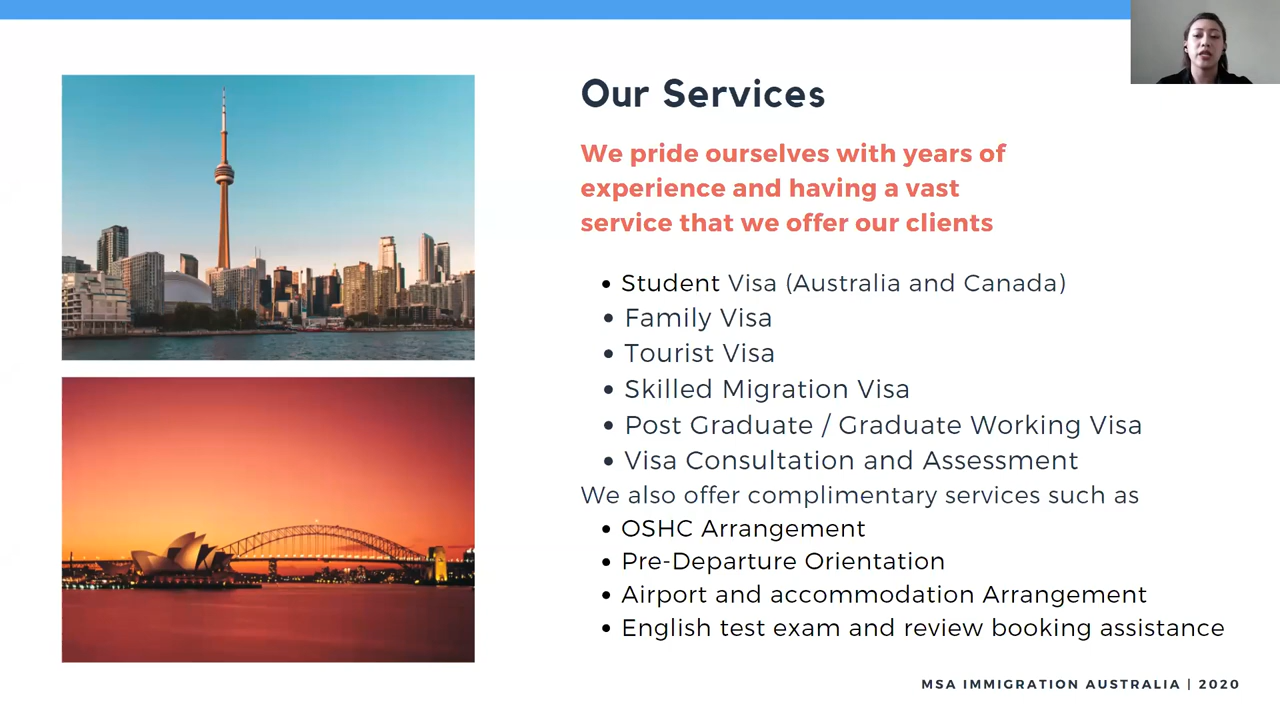 Our Services
We pride ourselves with years of
experience and having a vast
service that we offer our clients
• Student Visa (Australia and Canada)
• Family Visa
• Tourist Visa
• Skilled Migration Visa
• Post Graduate / Graduate Working Visa
• Visa Consultation and Assessment
We also offer complimentary services such as
• OSHC Arrangement
• Pre-Departure Orientation
• Airport and accommodation Arrangement
• English test exam and review booking assistance
MSA IMMIGRATION AUSTRALIA | 2020